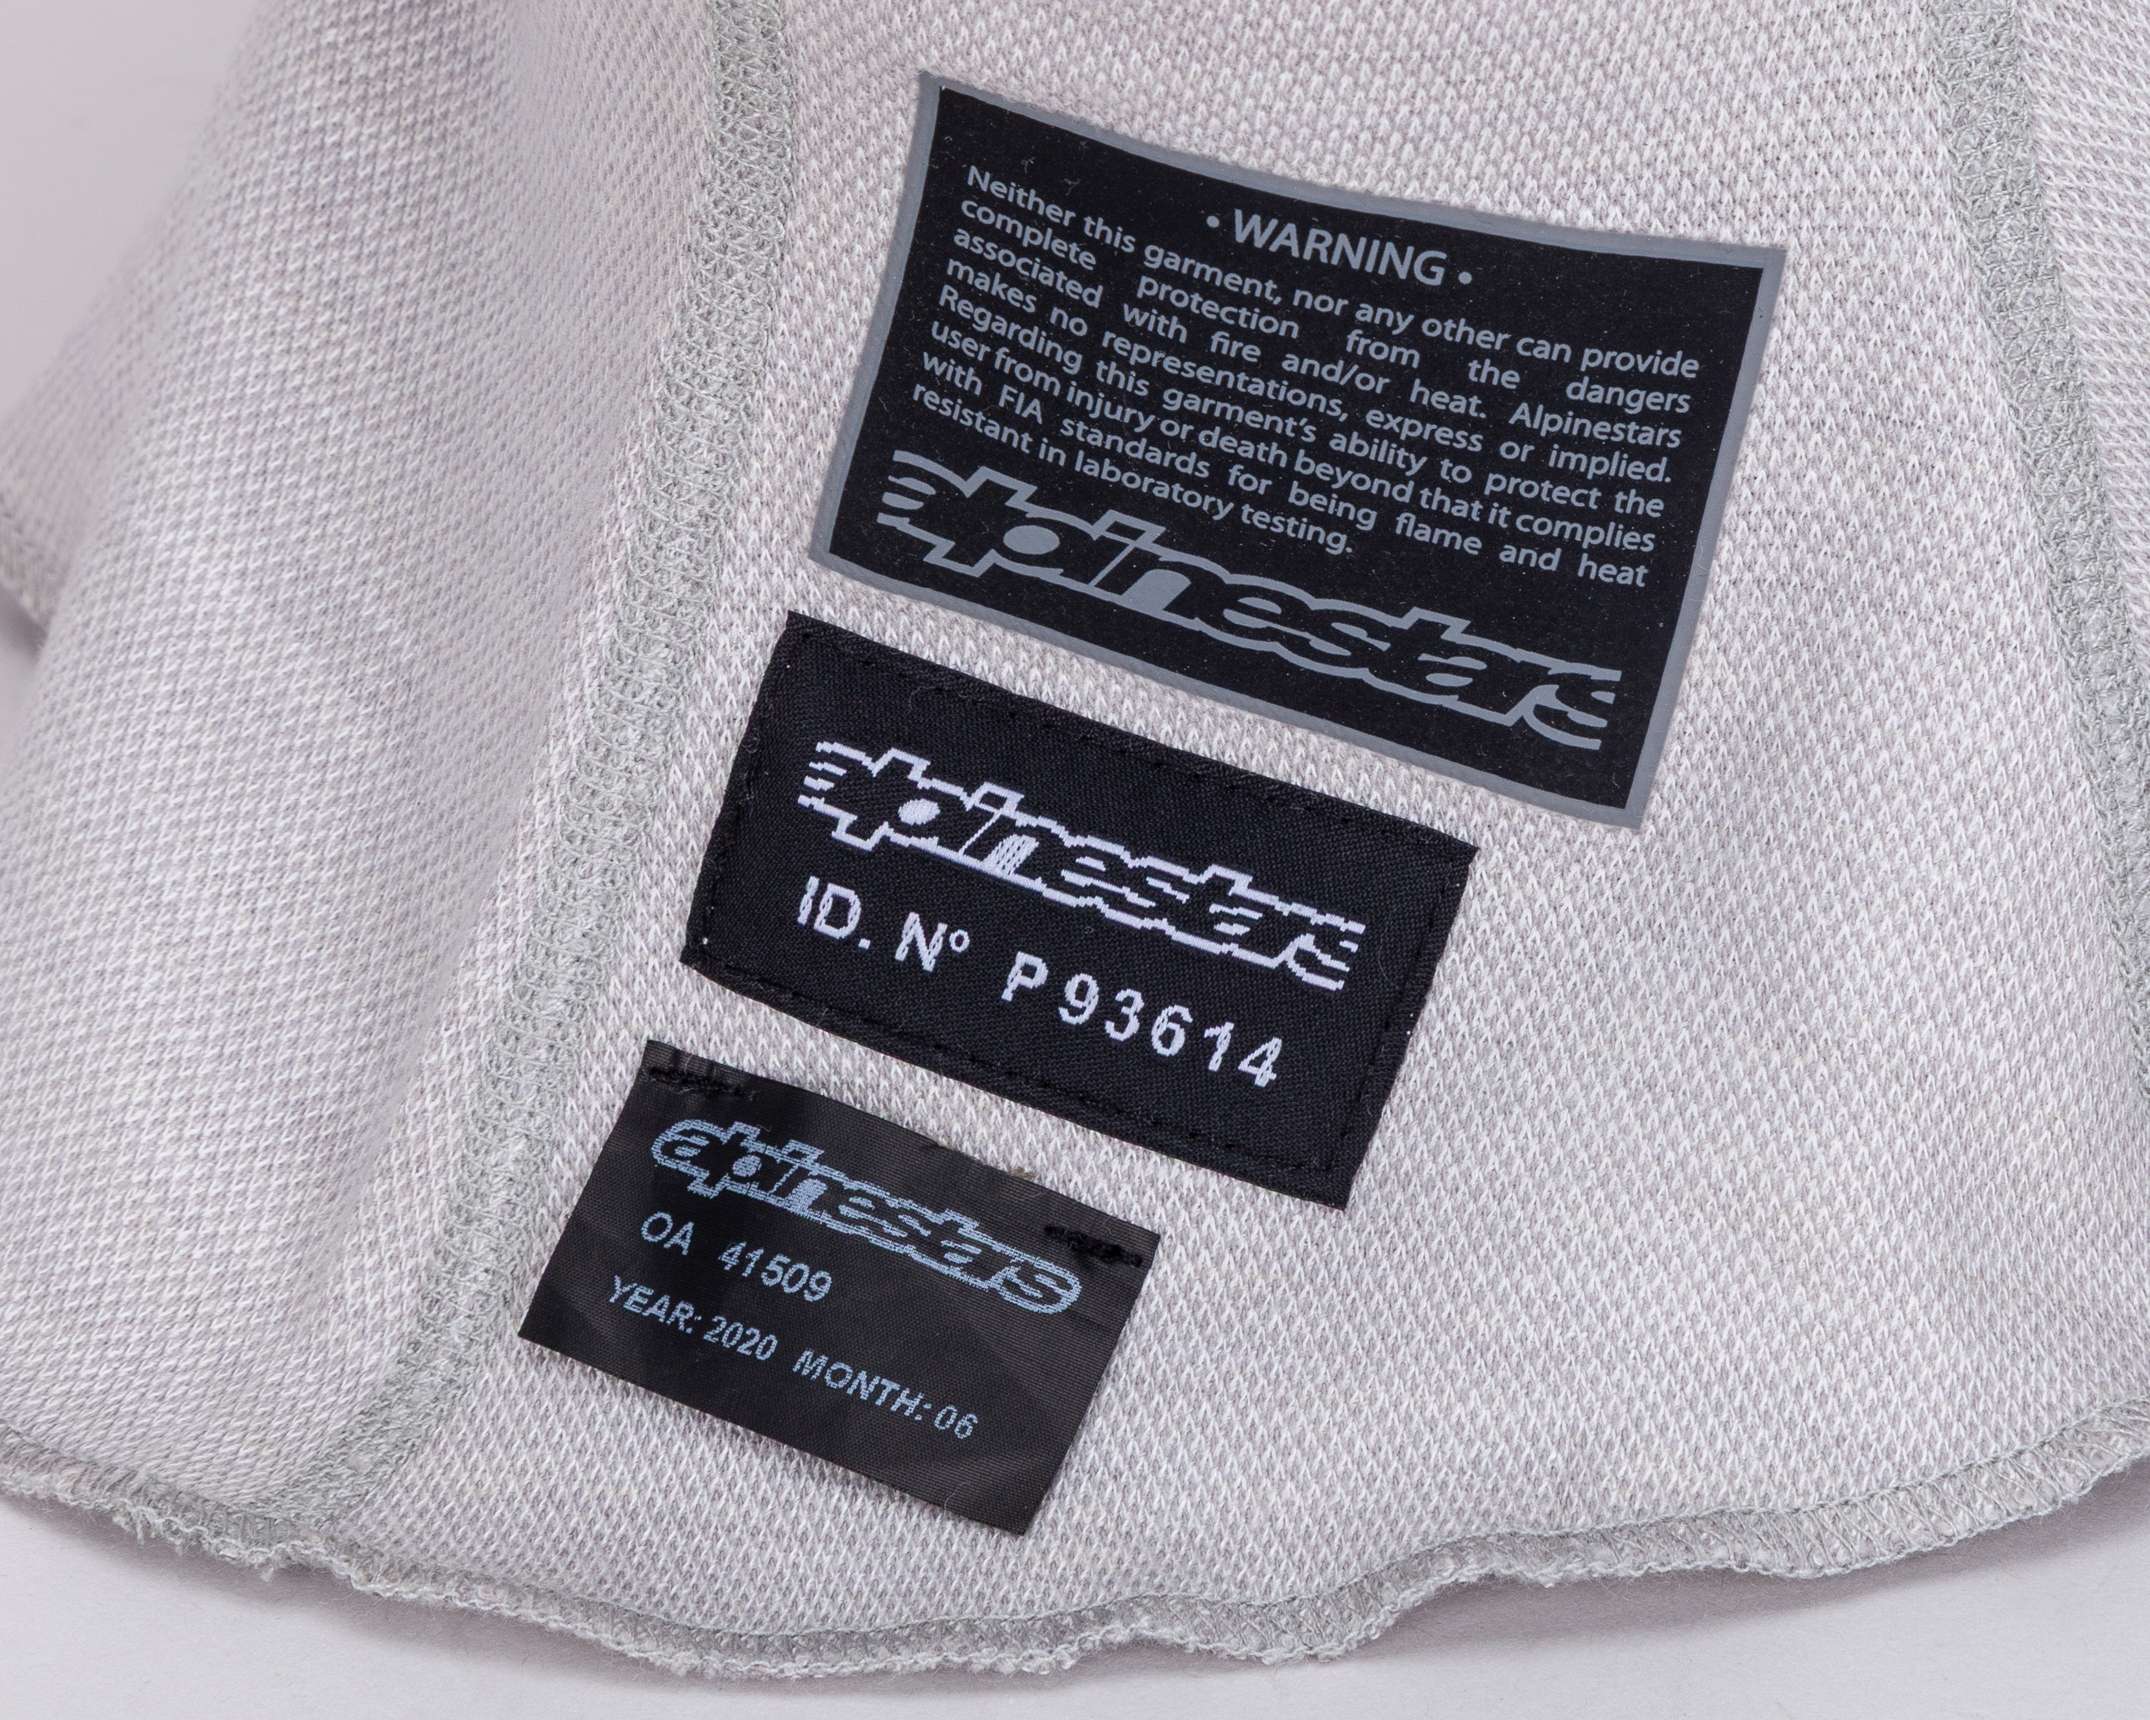 • WARNING •
Neither this garment, nor any other can provide
complete protection from the dangers
associated with fire and/or heat. Alpinestars
makes no representations, express or implied.
Regarding this garment's ability to protect the
user from injury or death beyond that it complies
with FIA standards for being flame and heat
resistant in laboratory testing.
alpinestars
alpinestars
ID. Nº P93614
alpinestars
OA 41509
YEAR: 2020 MONTH: 06